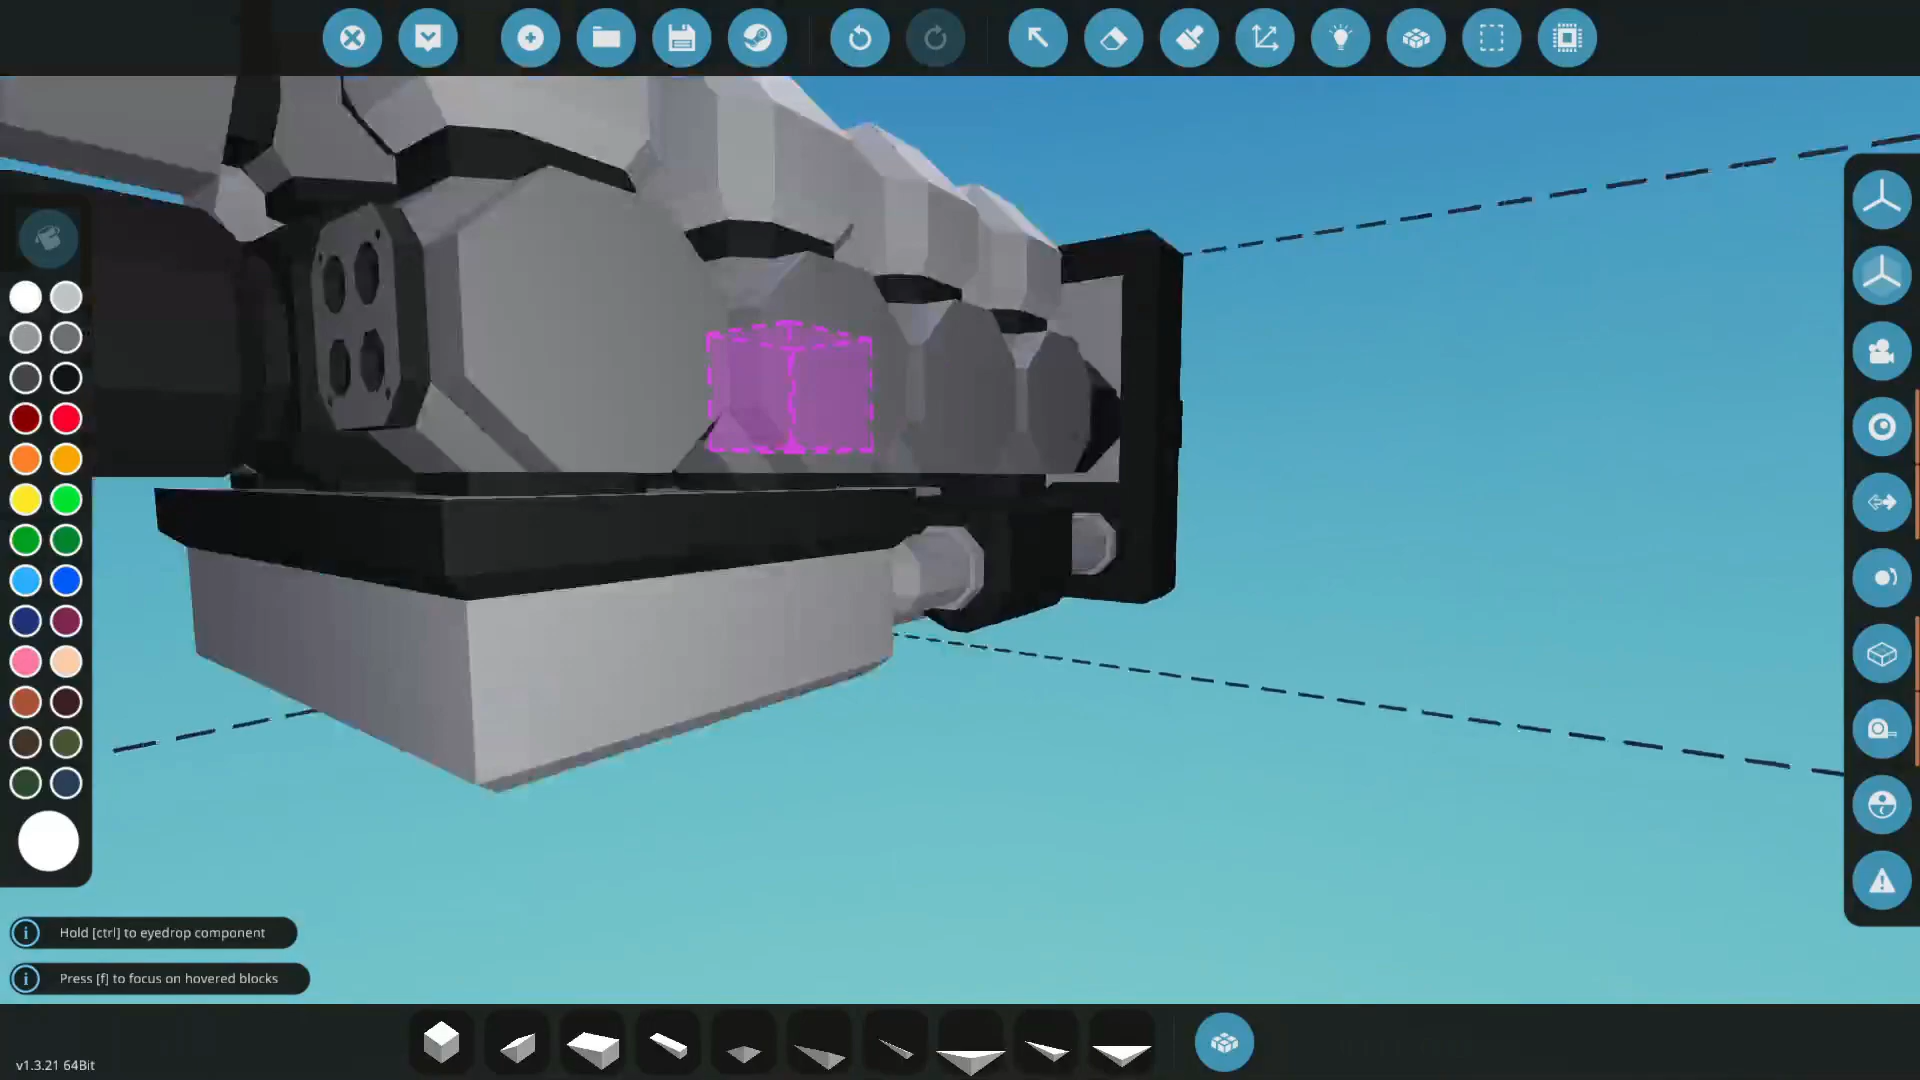 Hold [ctrl] to eyedrop component
Press [f] to focus on hovered blocks
v1.3.21 64Bit